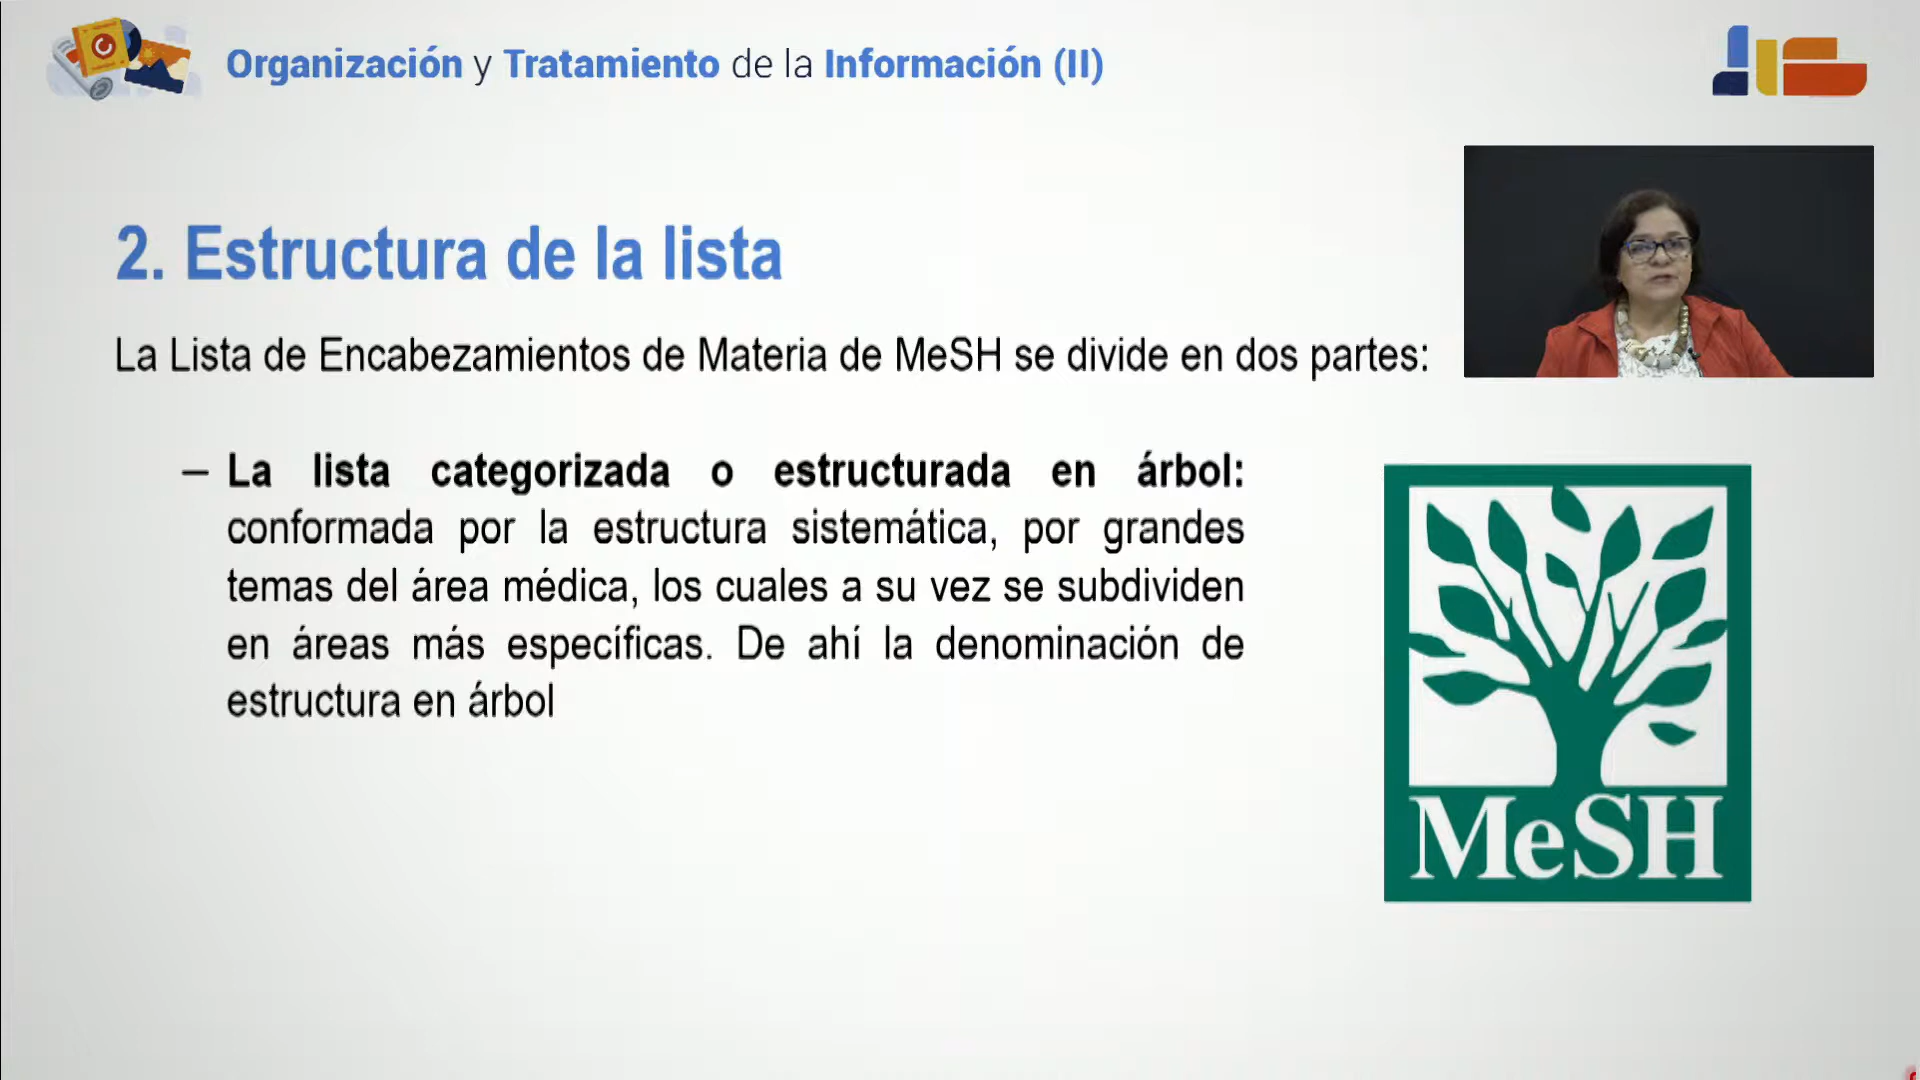 Organización y Tratamiento de la Información (II)
2. Estructura de la lista
La Lista de Encabezamientos de Materia de MeSH se divide en dos partes:
– La lista categorizada o estructurada en árbol:
conformada por la estructura sistemática, por grandes
temas del área médica, los cuales a su vez se subdividen
en áreas más específicas. De ahí la denominación de
estructura en árbol
MeSH